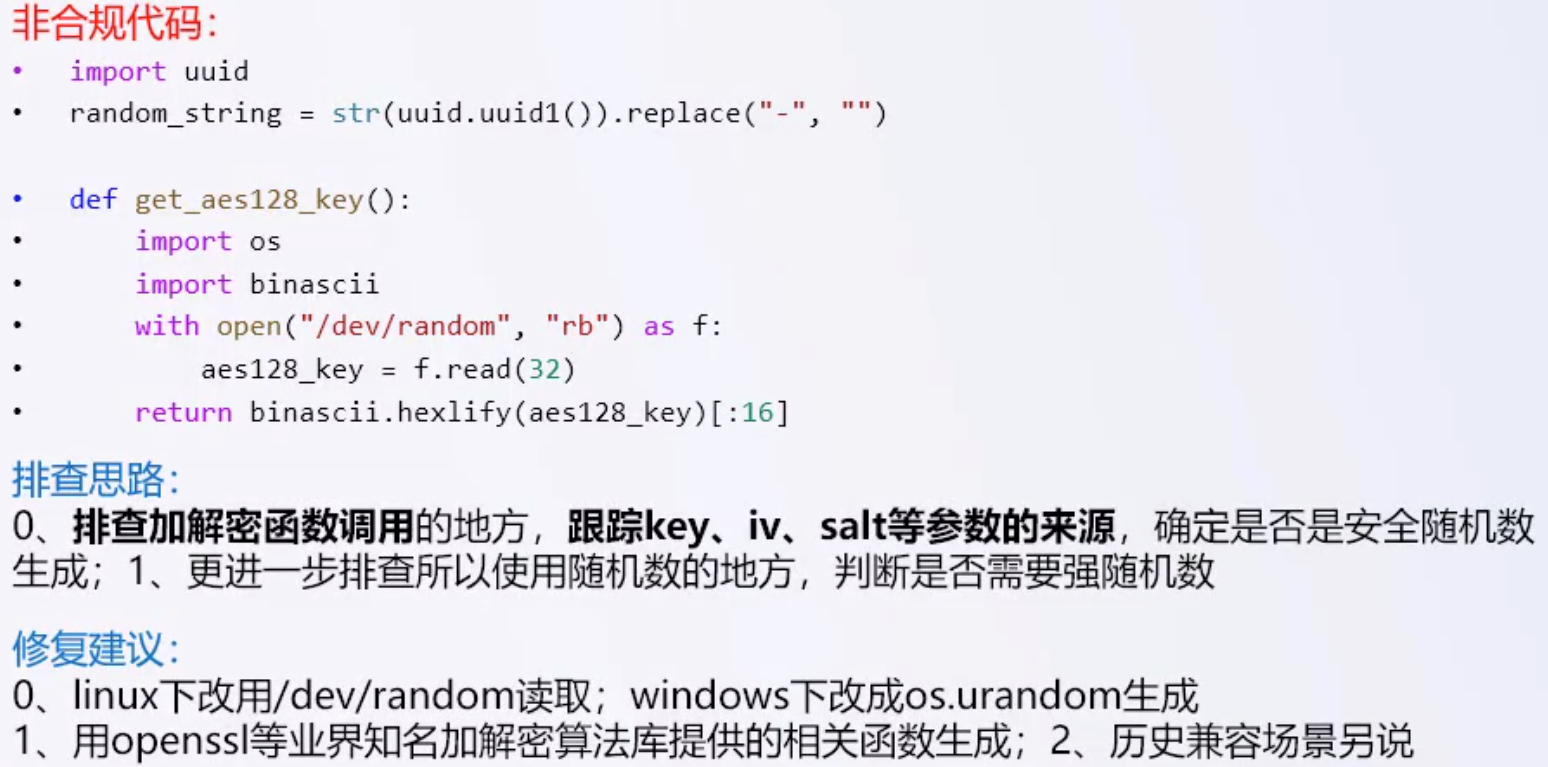 非合规代码：
• import uuid
• random_string = str(uuid.uuid1()).replace("-", "")
• def get_aes128_key():
•     import os
•     import binascii
•     with open("/dev/random", "rb") as f:
•         aes128_key = f.read(32)
•     return binascii.hexlify(aes128_key)[:16]
排查思路：
0、排查加解密函数调用的地方，跟踪key、iv、salt等参数的来源，确定是否是安全随机数
生成；1、更进一步排查所以使用随机数的地方，判断是否需要强随机数
修复建议：
0、linux下改用/dev/random读取；windows下改成os.urandom生成
1、用openssl等业界知名加解密算法库提供的相关函数生成；2、历史兼容场景另说